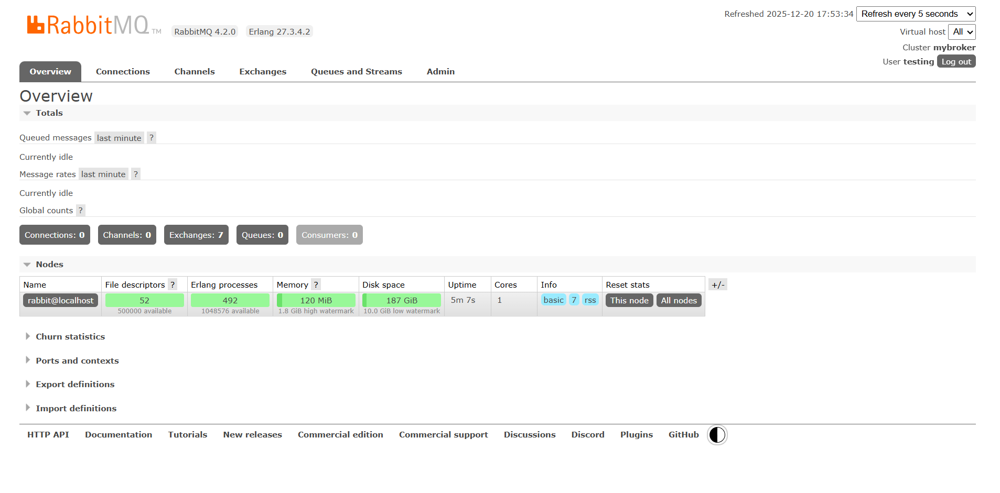 Refreshed 2025-12-20 17:53:34 Refresh every 5 seconds
RabbitMQ TM RabbitMQ 4.2.0 Erlang 27.3.4.2
Virtual host All
Cluster mybroker
User testing Log out
Overview Connections Channels Exchanges Queues and Streams Admin
Overview
Totals
Queued messages last minute ?
Currently idle
Message rates last minute ?
Currently idle
Global counts ?
Connections: 0 Channels: 0 Exchanges: 7 Queues: 0 Consumers: 0
Nodes
Name File descriptors ? Erlang processes Memory ? Disk space Uptime Cores Info Reset stats +/-
rabbit@localhost 52 492 120 MiB 187 GiB 5m 7s 1 basic 7 rss This node All nodes
500000 available 1048576 available 1.8 GiB high watermark 10.0 GiB low watermark
Churn statistics
Ports and contexts
Export definitions
Import definitions
HTTP API Documentation Tutorials New releases Commercial edition Commercial support Discussions Discord Plugins GitHub